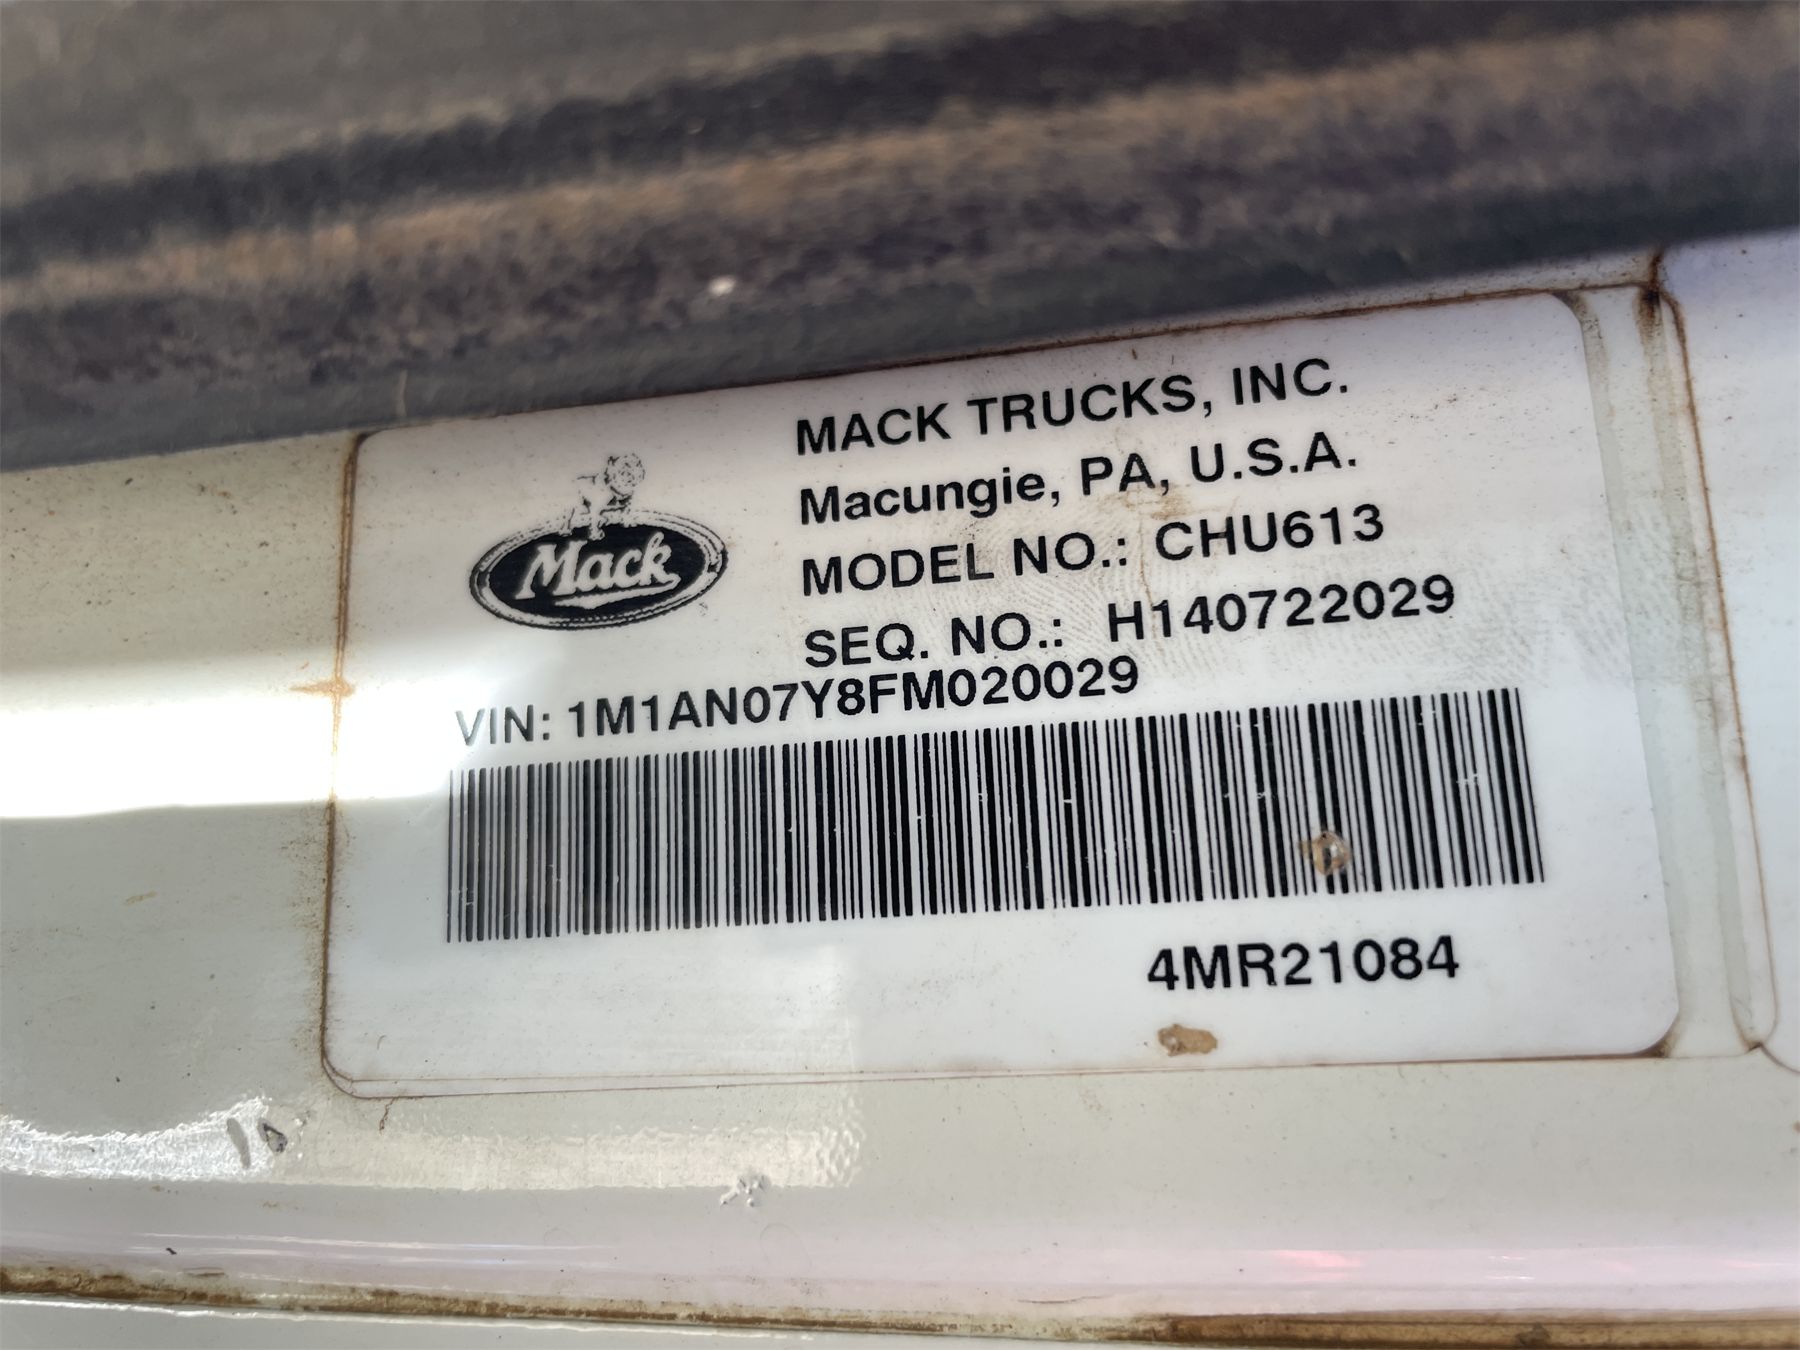 MACK TRUCKS, INC.
Macungie, PA, U.S.A.
Mack
MODEL NO.: CHU613
SEQ. NO.: H140722029
VIN: 1M1AN07Y8FM020029
4MR21084